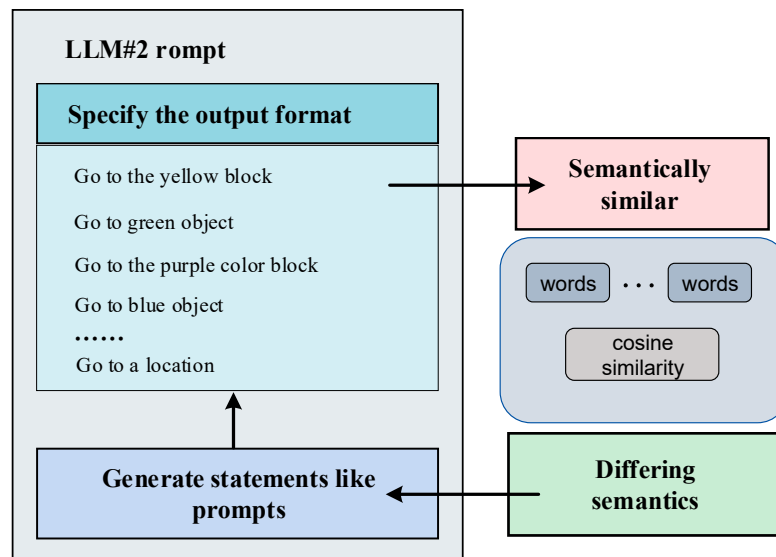 LLM#2 rompt
Specify the output format
Go to the yellow block
Go to green object
Go to the purple color block
Go to blue object
......
Go to a location
Generate statements like
prompts
Semantically
similar
words ... words
cosine
similarity
Differing
semantics